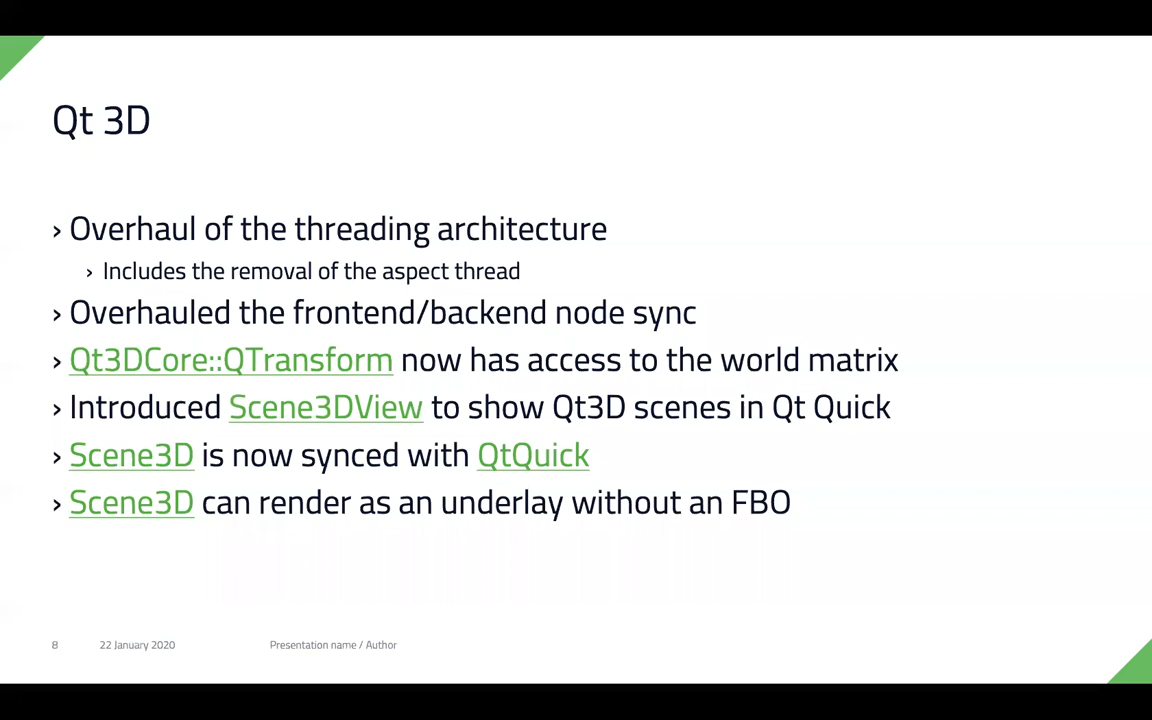 Qt 3D
› Overhaul of the threading architecture
› Includes the removal of the aspect thread
› Overhauled the frontend/backend node sync
› Qt3DCore::QTransform now has access to the world matrix
› Introduced Scene3DView to show Qt3D scenes in Qt Quick
› Scene3D is now synced with QtQuick
› Scene3D can render as an underlay without an FBO
8 22 January 2020 Presentation name / Author